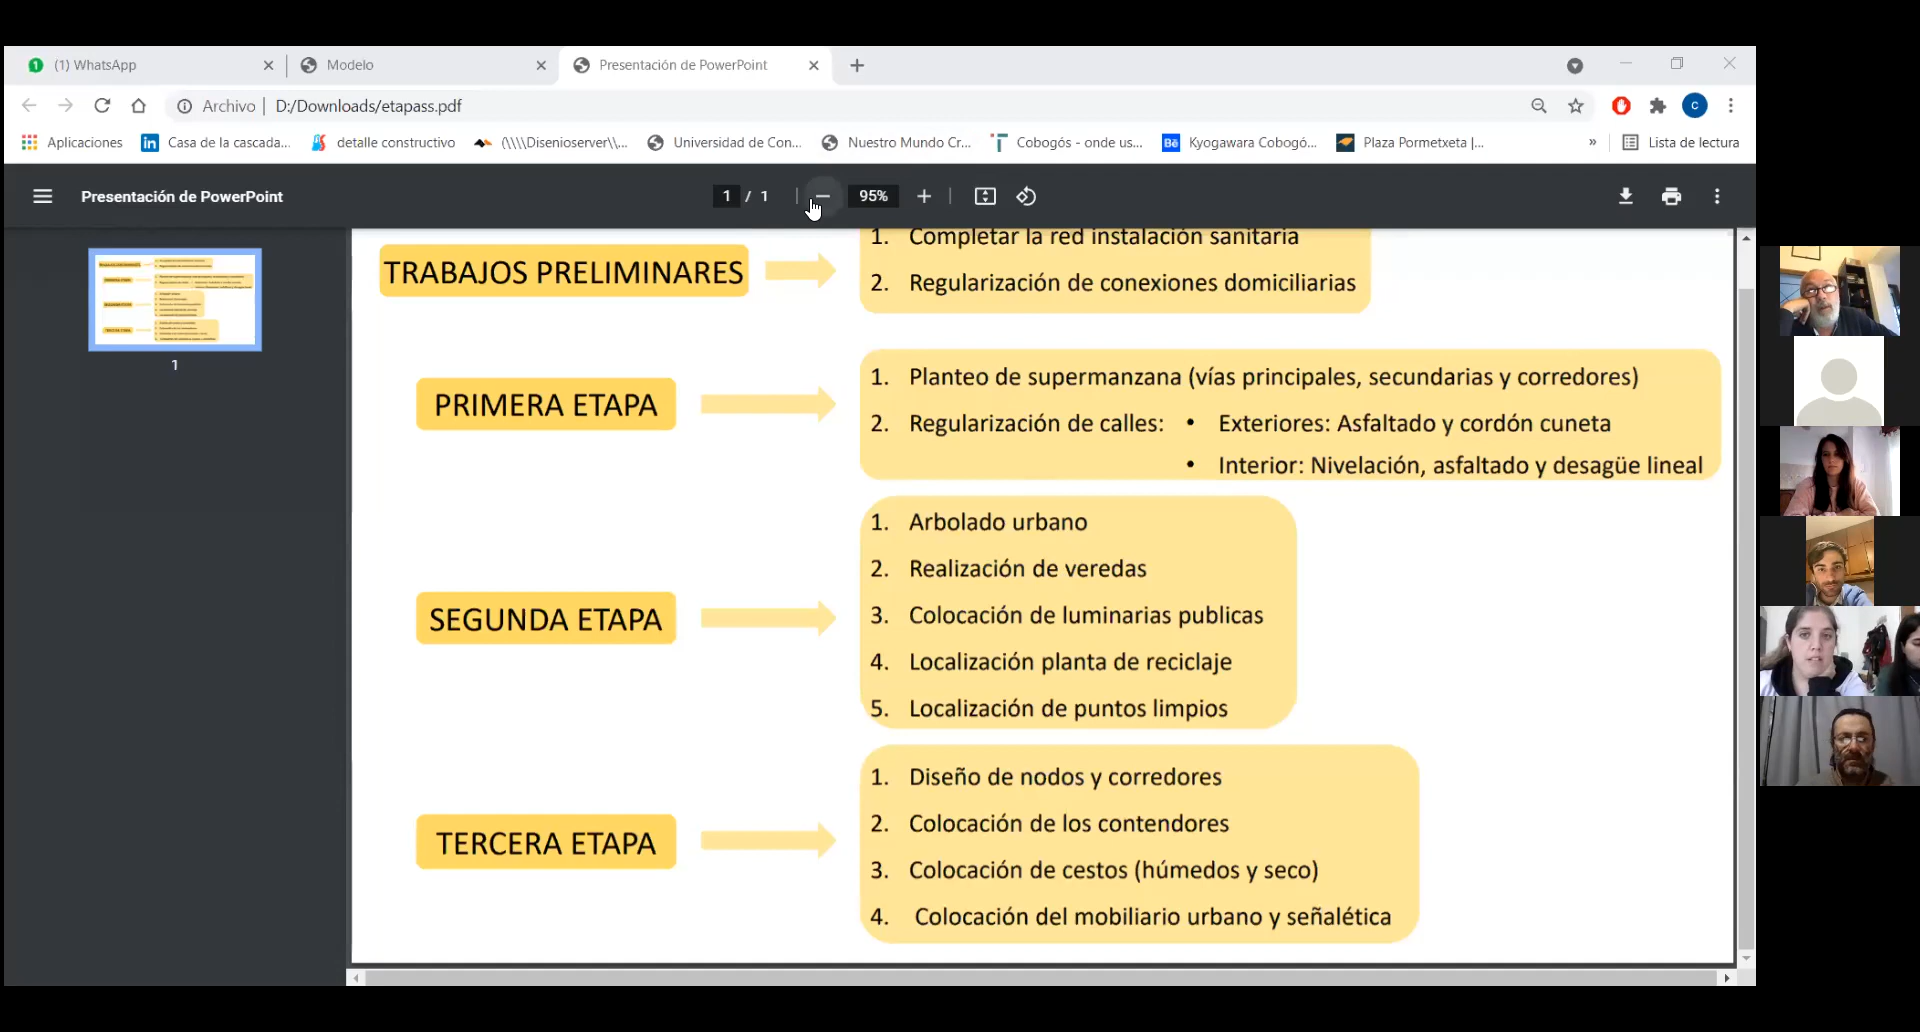 1 (1) WhatsApp
Modelo
Presentación de PowerPoint
Archivo | D:/Downloads/etapass.pdf
C
Aplicaciones
in Casa de la cascada...
detalle constructivo
(\\\\Disenioserver\\...
Universidad de Con...
Nuestro Mundo Cr...
Cobogós - onde us...
Bē Kyogawara Cobogó...
Plaza Pormetxeta |...
»
Lista de lectura
Presentación de PowerPoint
1 / 1
95%
1
TRABAJOS PRELIMINARES
1. Completar la red instalación sanitaria
2. Regularización de conexiones domiciliarias
PRIMERA ETAPA
1. Planteo de supermanzana (vías principales, secundarias y corredores)
2. Regularización de calles: • Exteriores: Asfaltado y cordón cuneta
• Interior: Nivelación, asfaltado y desagüe lineal
SEGUNDA ETAPA
1. Arbolado urbano
2. Realización de veredas
3. Colocación de luminarias publicas
4. Localización planta de reciclaje
5. Localización de puntos limpios
TERCERA ETAPA
1. Diseño de nodos y corredores
2. Colocación de los contendores
3. Colocación de cestos (húmedos y seco)
4. Colocación del mobiliario urbano y señalética